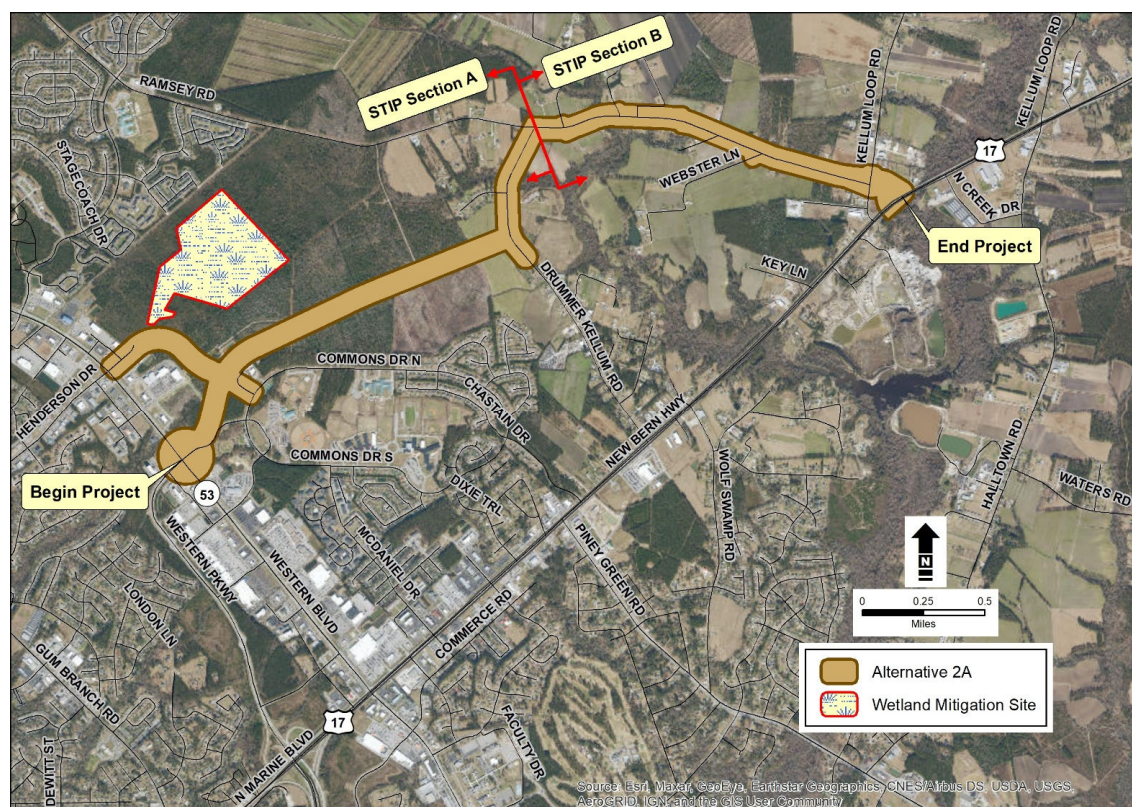 RAMSEY RD
STIP Section A
STIP Section B
KELLUM LOOP RD
KELLUM LOOP RD
17
STAGECOACH DR
WEBSTER LN
N CREEK DR
End Project
KEY LN
DRUMMER KELLUM RD
HENDERSON DR
COMMONS DR N
CHASTAIN DR
NEW BERN HWY
HALLTOWN RD
COMMONS DR S
Begin Project
53
DIXIE TRL
WOLF SWAMP RD
WATERS RD
WESTERN PKWY
WESTERN BLVD
MCDANIEL DR
PINEY GREEN RD
COMMERCE RD
LONDON LN
GUM BRANCH RD
N
0 0.25 0.5
Miles
Alternative 2A
Wetland Mitigation Site
17
N MARINE BLVD
FACULTY DR
DEWITT ST
Source: Esri, Maxar, GeoEye, Earthstar Geographics, CNES/Airbus DS, USDA, USGS,
AeroGRID, IGN, and the GIS User Community